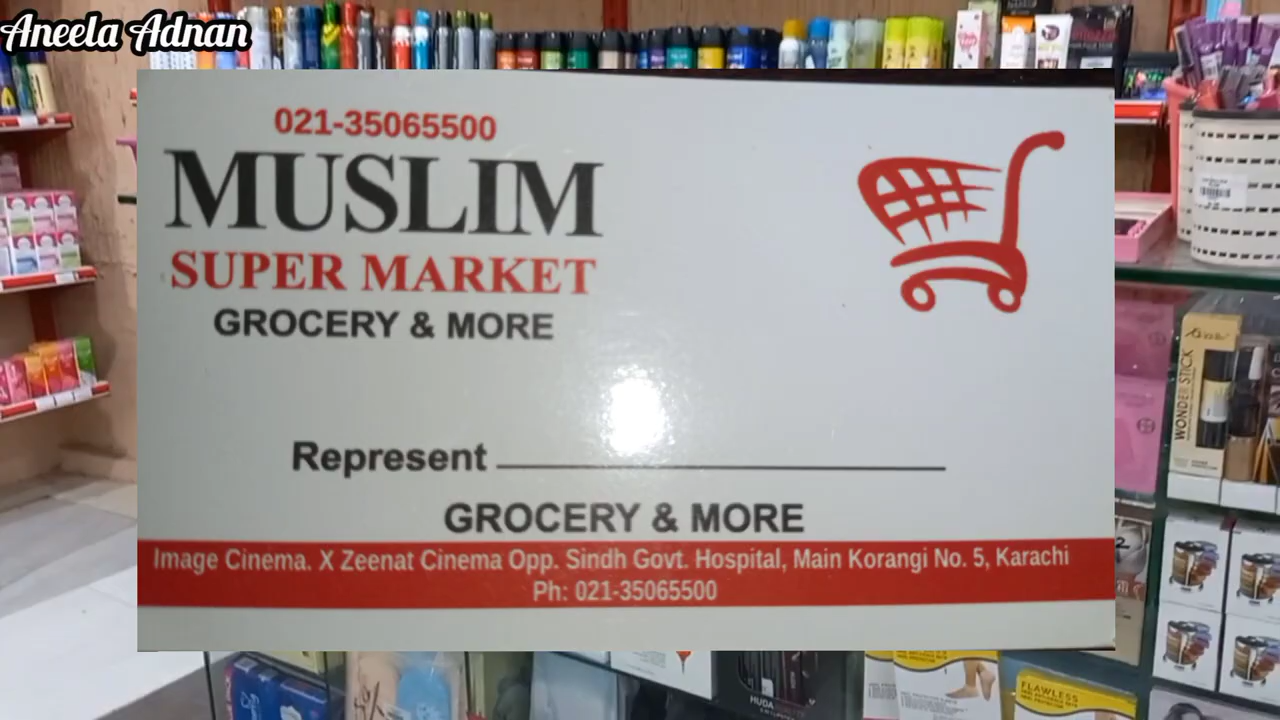 Aneela Adnan
021-35065500
MUSLIM
SUPER MARKET
GROCERY & MORE
Represent
GROCERY & MORE
Image Cinema. X Zeenat Cinema Opp. Sindh Govt. Hospital, Main Korangi No. 5, Karachi
Ph: 021-35065500
WONDER STICK
HUDA
FLAWLESS